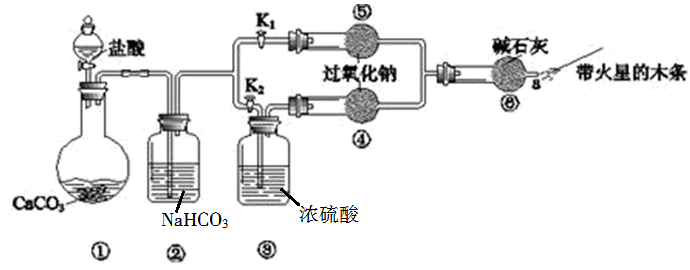 盐酸
CaCO₃
①
NaHCO₃
②
K₁
K₂
浓硫酸
③
⑤
过氧化钠
④
碱石灰
⑥
a
带火星的木条